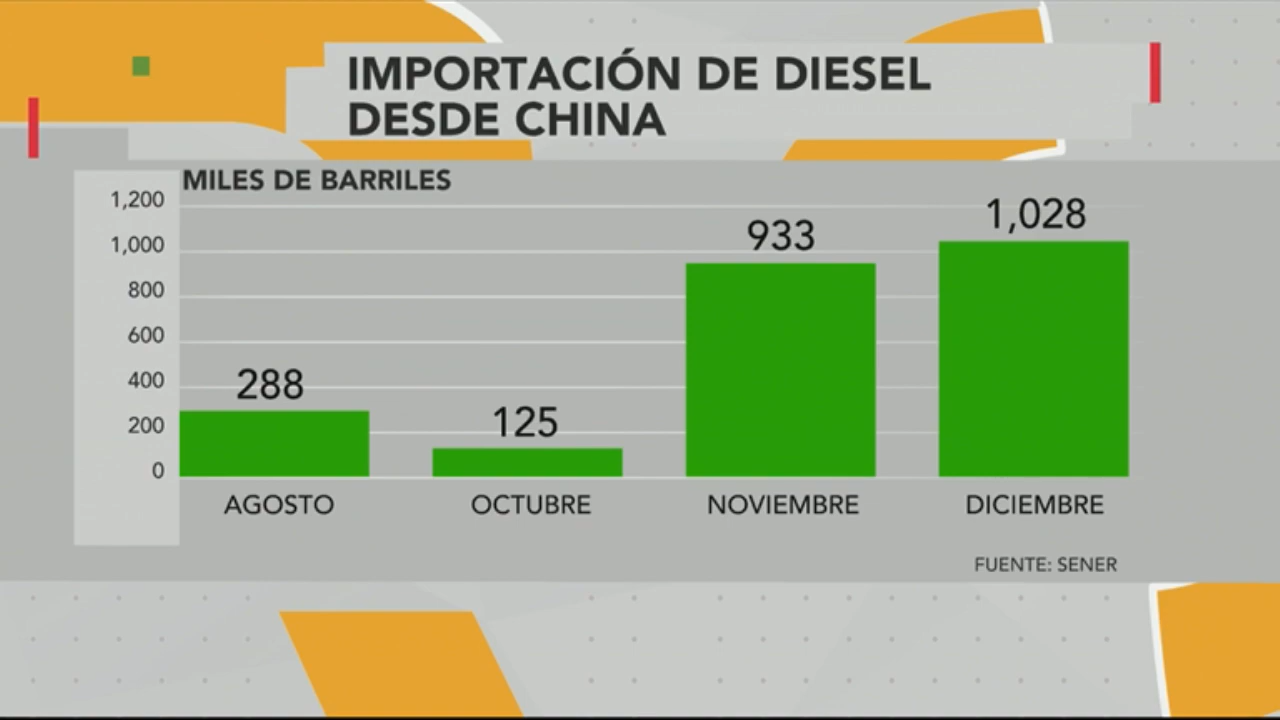 IMPORTACIÓN DE DIESEL
DESDE CHINA
MILES DE BARRILES
1,200
1,000
800
600
400
200
0
288
125
933
1,028
AGOSTO
OCTUBRE
NOVIEMBRE
DICIEMBRE
FUENTE: SENER